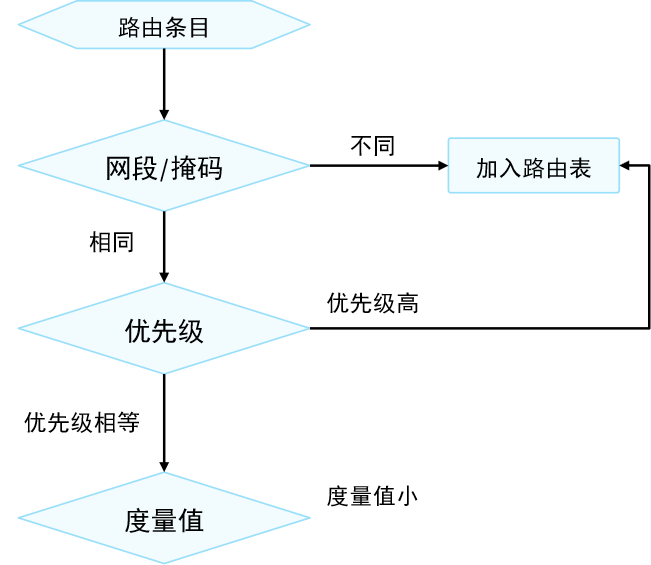 路由条目
不同
网段/掩码
加入路由表
相同
优先级高
优先级
优先级相等
度量值小
度量值